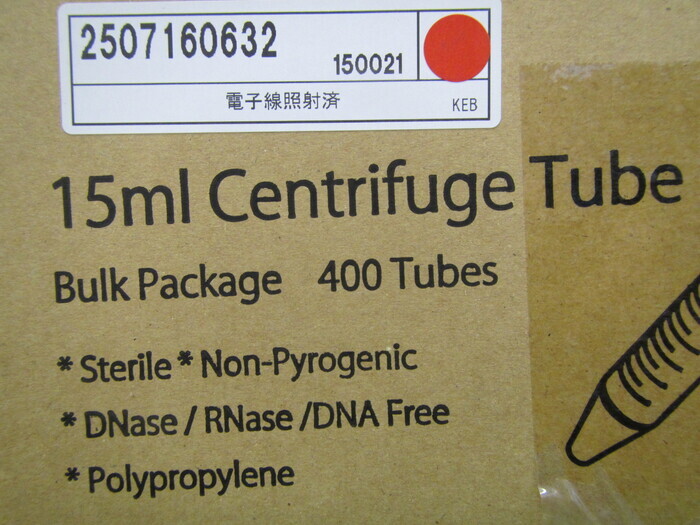 2507160632
150021
電子線照射済
KEB
15ml Centrifuge Tube
Bulk Package 400 Tubes
* Sterile * Non-Pyrogenic
* DNase / RNase /DNA Free
* Polypropylene